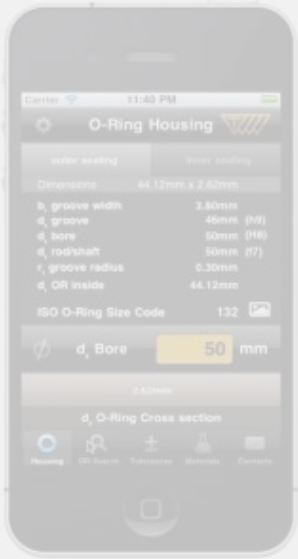 Carrier 11:40 PM
O-Ring Housing
outer sealing inner sealing
Dimensions 44.12mm x 2.62mm
b, groove width 3.80mm
d, groove 46mm (h9)
d, bore 50mm (H8)
d, rod/shaft 50mm (f7)
r, groove radius 0.30mm
d, OR inside 44.12mm
ISO O-Ring Size Code 132
d, Bore 50 mm
2.62mm
d, O-Ring Cross section
Housing OR-Search Tolerances Materials Contacts